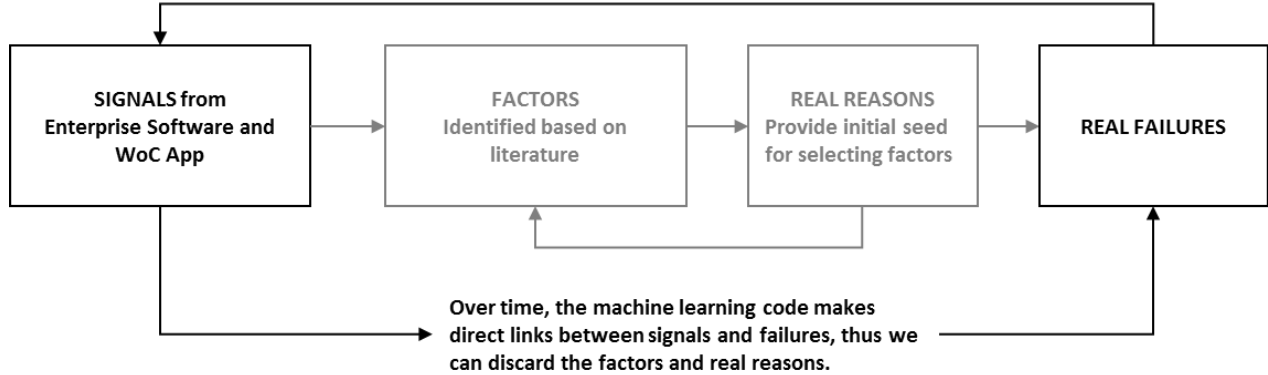 SIGNALS from
Enterprise Software and
WoC App
FACTORS
Identified based on
literature
REAL REASONS
Provide initial seed
for selecting factors
REAL FAILURES
Over time, the machine learning code makes
direct links between signals and failures, thus we
can discard the factors and real reasons.